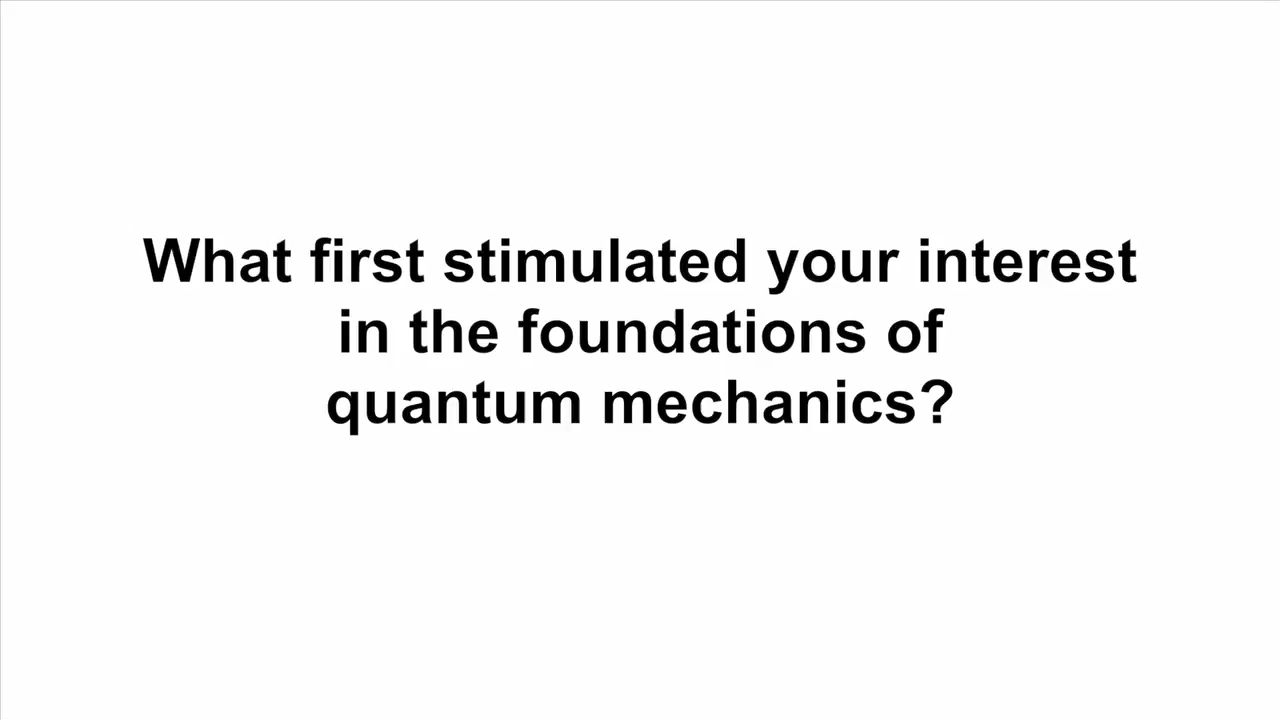 What first stimulated your interest
in the foundations of
quantum mechanics?